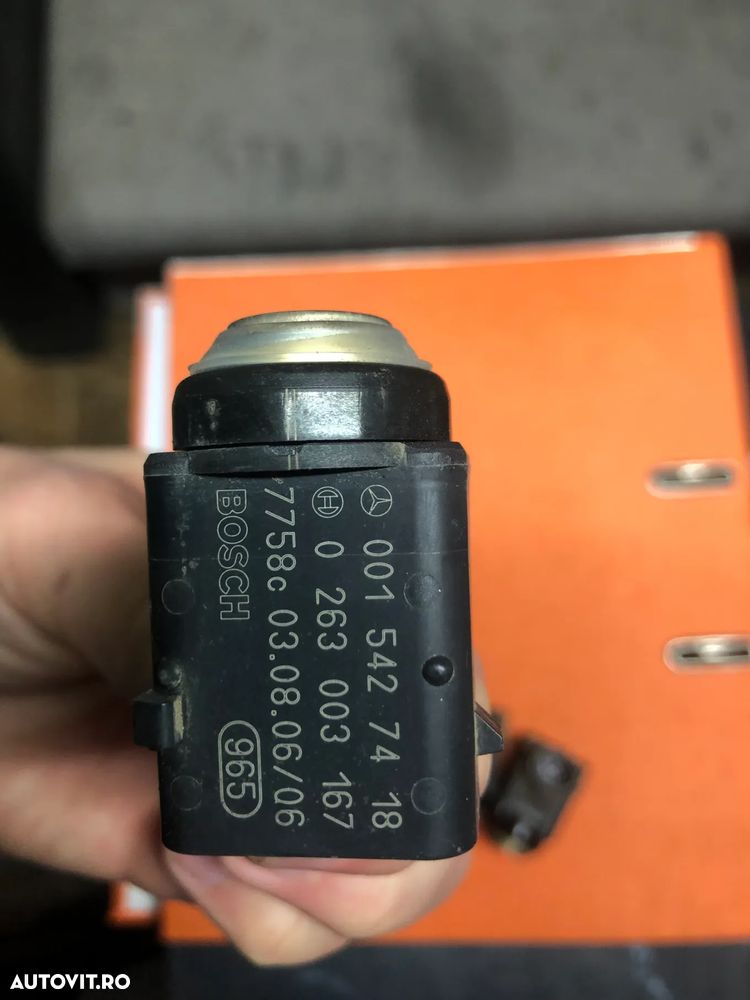 001 542 74 18
0 263 003 167
7758c 03.08.06/06
BOSCH 965
AUTOVIT.RO